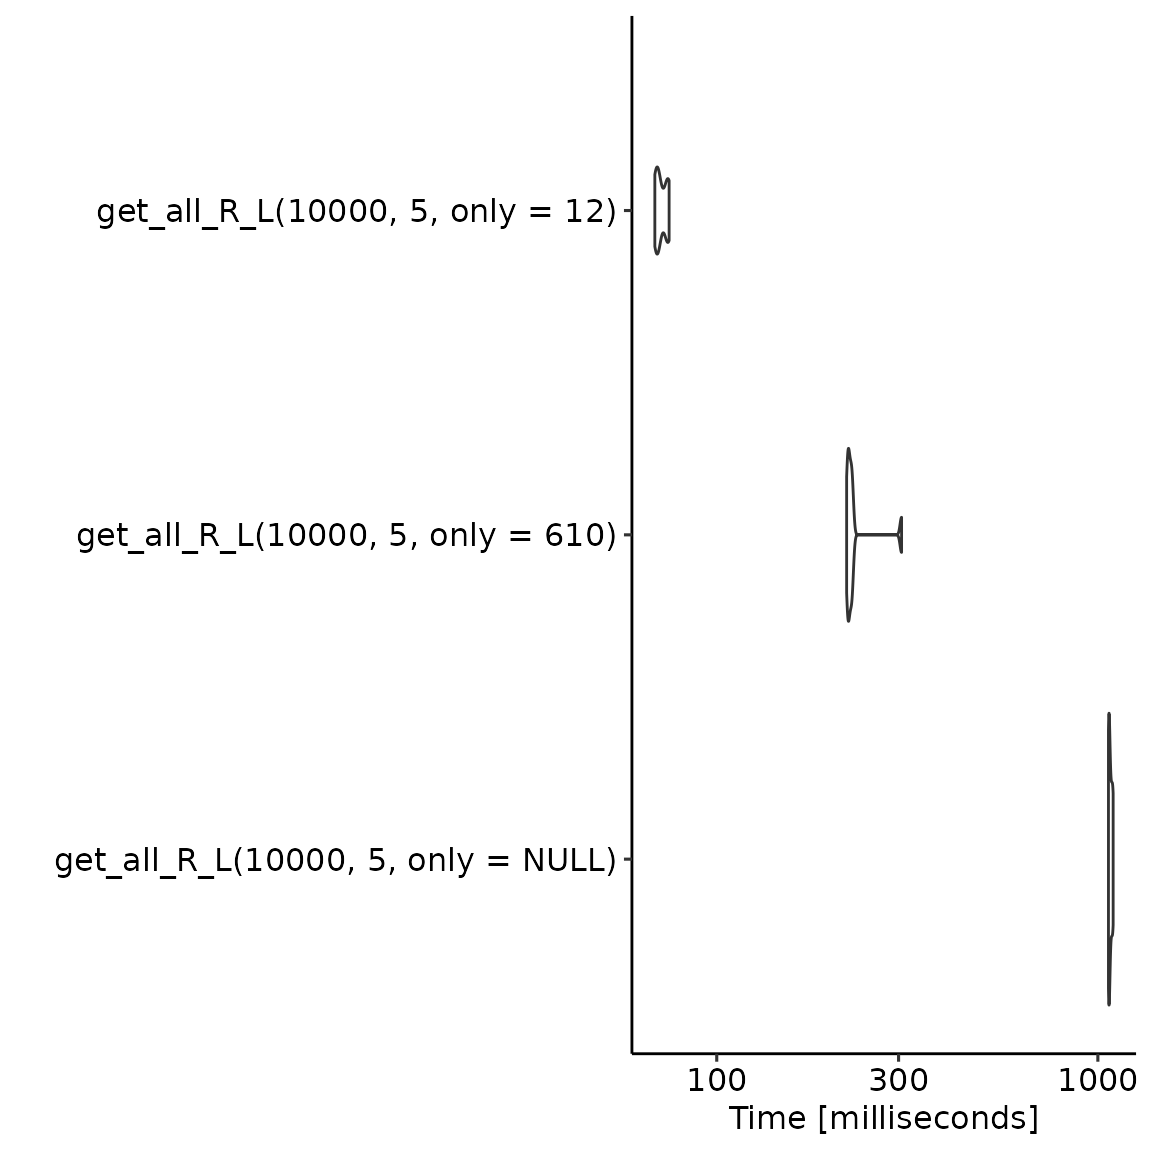 get_all_R_L(10000, 5, only = 12)
get_all_R_L(10000, 5, only = 610)
get_all_R_L(10000, 5, only = NULL)
100 300 1000
Time [milliseconds]